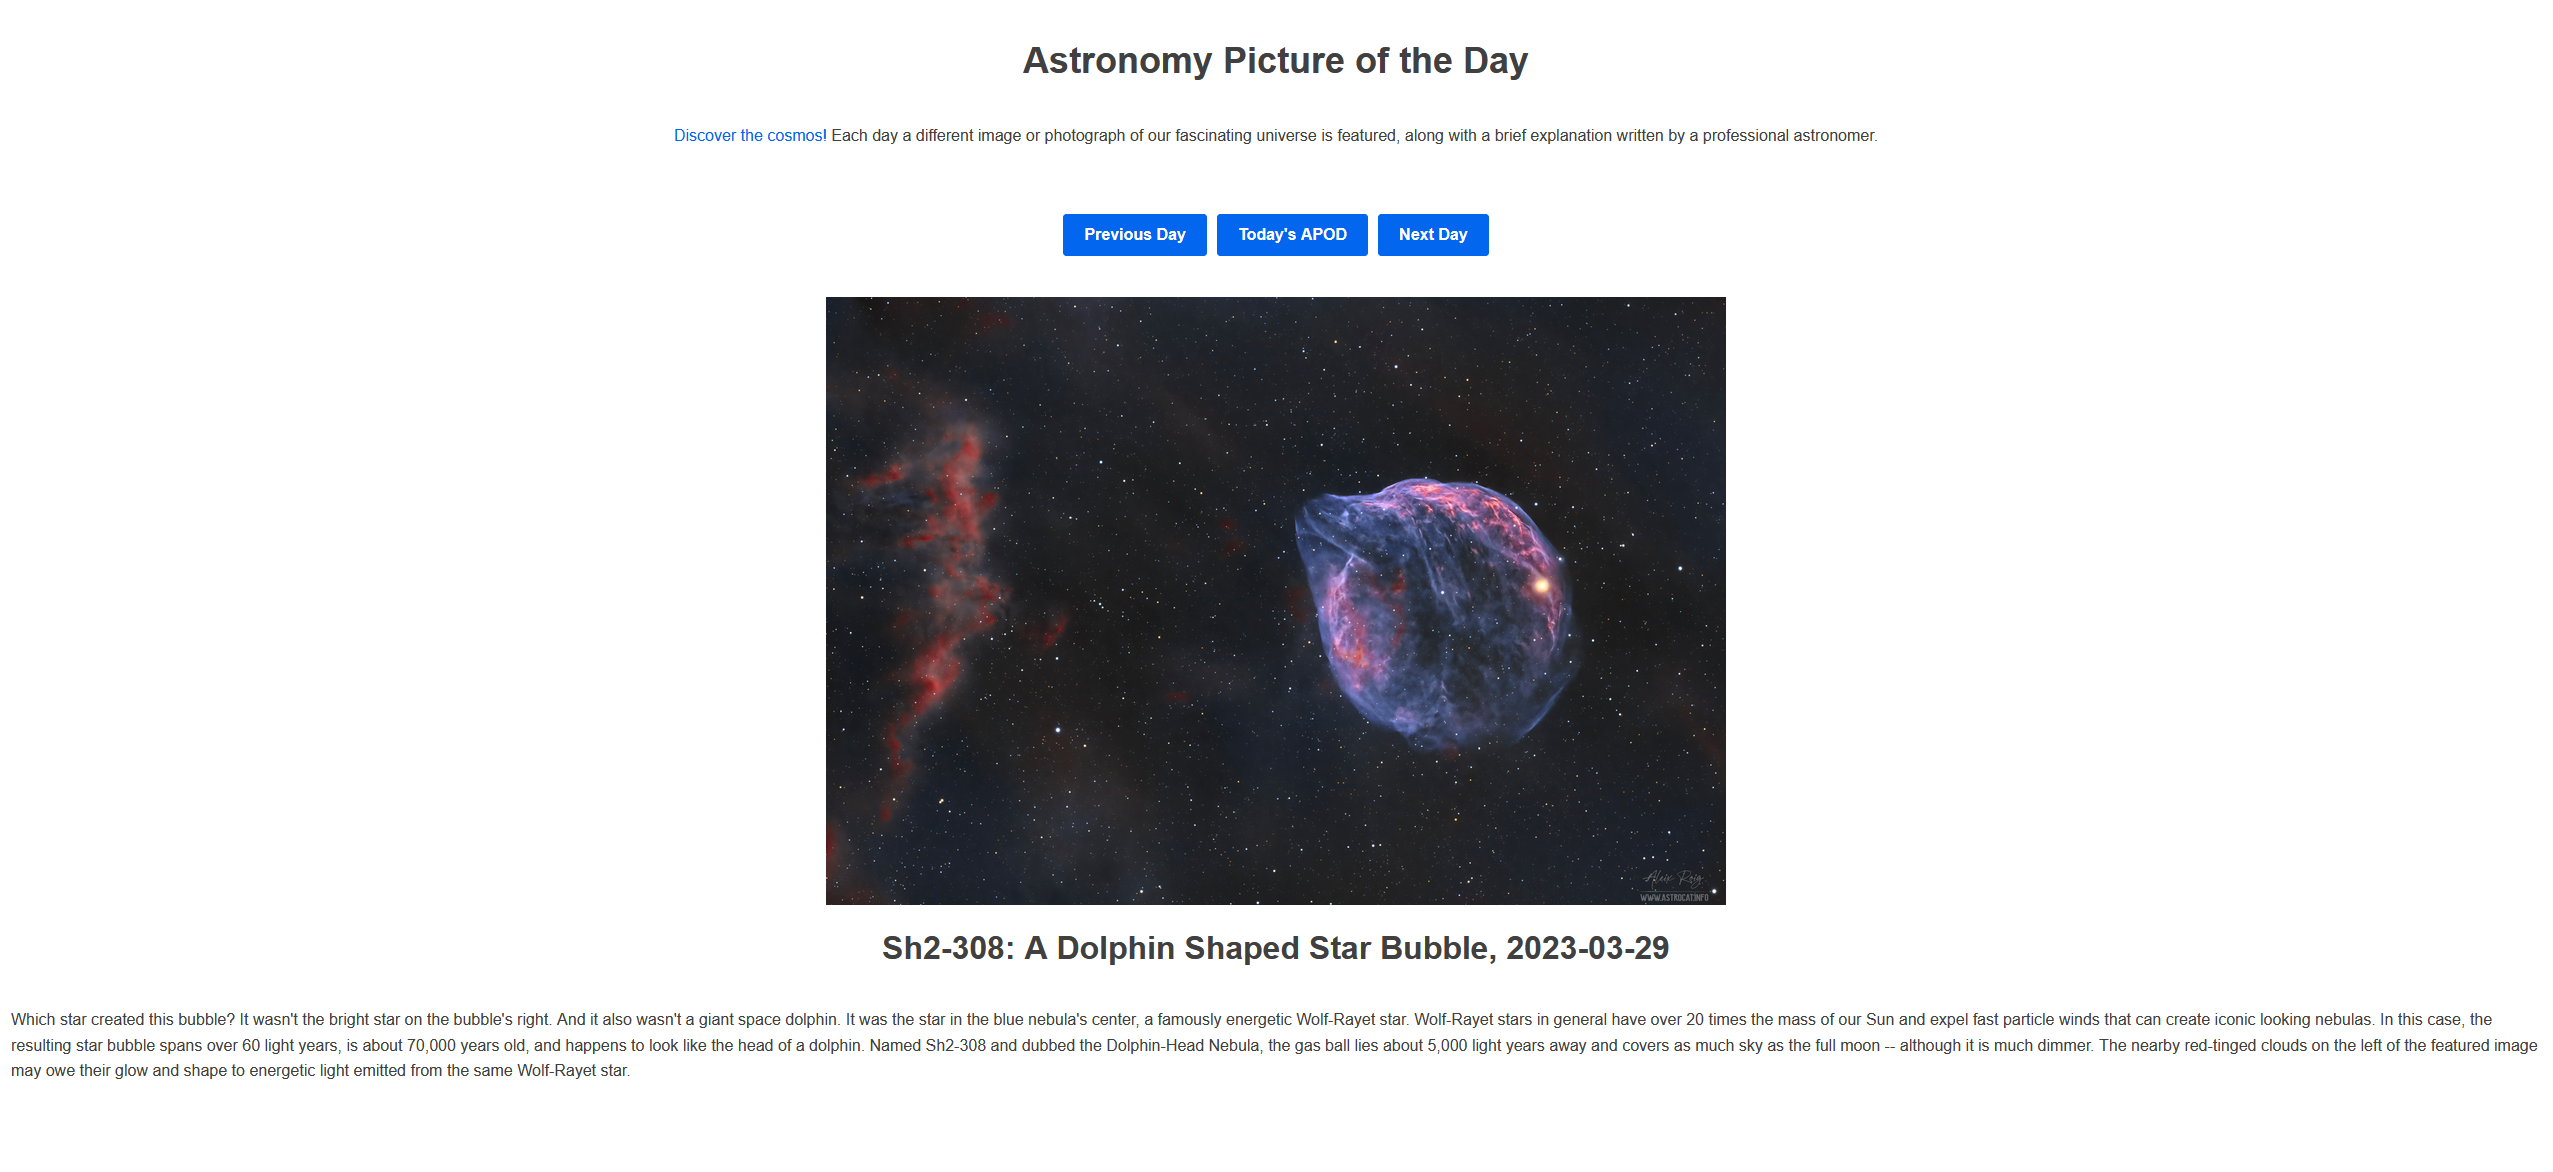 Astronomy Picture of the Day
Discover the cosmos! Each day a different image or photograph of our fascinating universe is featured, along with a brief explanation written by a professional astronomer.
Previous Day
Today's APOD
Next Day
Aleix Roig
WWW.ASTROCAT.INFO
Sh2-308: A Dolphin Shaped Star Bubble, 2023-03-29
Which star created this bubble? It wasn't the bright star on the bubble's right. And it also wasn't a giant space dolphin. It was the star in the blue nebula's center, a famously energetic Wolf-Rayet star. Wolf-Rayet stars in general have over 20 times the mass of our Sun and expel fast particle winds that can create iconic looking nebulas. In this case, the
resulting star bubble spans over 60 light years, is about 70,000 years old, and happens to look like the head of a dolphin. Named Sh2-308 and dubbed the Dolphin-Head Nebula, the gas ball lies about 5,000 light years away and covers as much sky as the full moon -- although it is much dimmer. The nearby red-tinged clouds on the left of the featured image
may owe their glow and shape to energetic light emitted from the same Wolf-Rayet star.